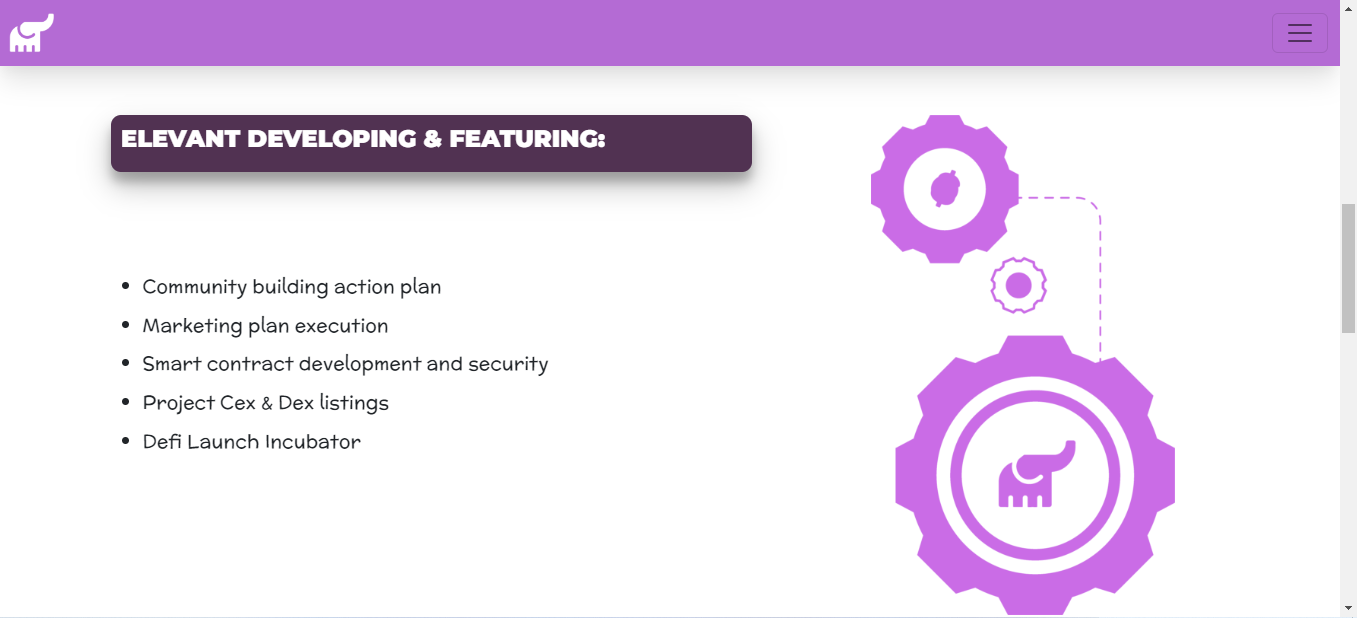 ELEVANT DEVELOPING & FEATURING:
Community building action plan
Marketing plan execution
Smart contract development and security
Project Cex & Dex listings
Defi Launch Incubator